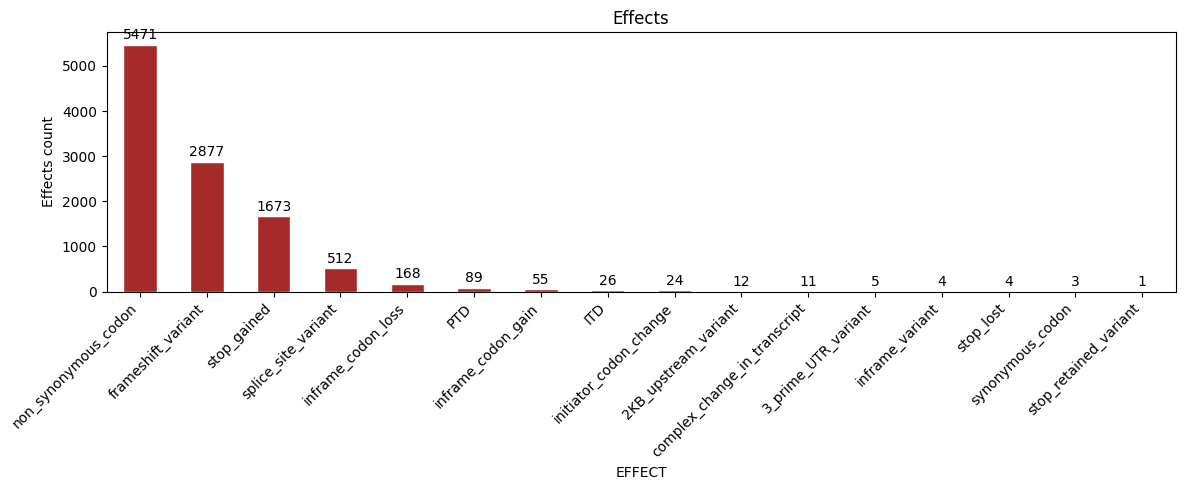 Effects
Effects count
5000
4000
3000
2000
1000
0
5471
2877
1673
512
168
89
55
26
24
12
11
5
4
4
3
1
non_synonymous_codon
frameshift_variant
stop_gained
splice_site_variant
inframe_codon_loss
PTD
inframe_codon_gain
ITD
initiator_codon_change
2KB_upstream_variant
complex_change_in_transcript
3_prime_UTR_variant
inframe_variant
stop_lost
synonymous_codon
stop_retained_variant
EFFECT